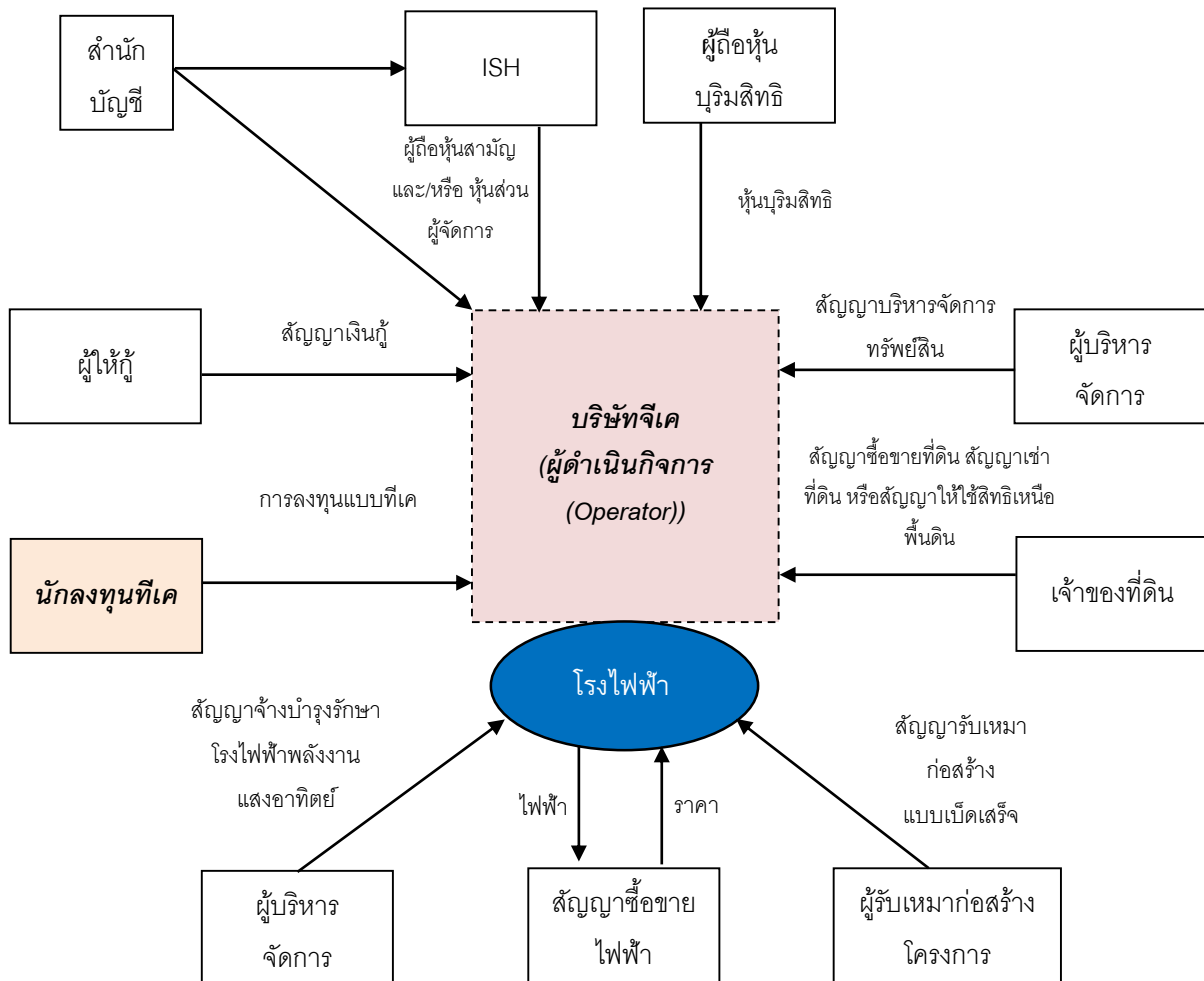 สำนัก
บัญชี
ISH
ผู้ถือหุ้น
บุริมสิทธิ
ผู้ถือหุ้นสามัญ
และ/หรือ หุ้นส่วน
ผู้จัดการ
หุ้นบุริมสิทธิ
ผู้ให้กู้
สัญญาเงินกู้
สัญญาบริหารจัดการ
ทรัพย์สิน
ผู้บริหาร
จัดการ
บริษัทจีเค
(ผู้ดำเนินกิจการ
(Operator))
การลงทุนแบบทีเค
สัญญาซื้อขายที่ดิน สัญญาเช่า
ที่ดิน หรือสัญญาให้ใช้สิทธิเหนือ
พื้นดิน
นักลงทุนทีเค
เจ้าของที่ดิน
โรงไฟฟ้า
สัญญาจ้างบำรุงรักษา
โรงไฟฟ้าพลังงาน
แสงอาทิตย์
ไฟฟ้า
ราคา
สัญญารับเหมา
ก่อสร้าง
แบบเบ็ดเสร็จ
ผู้บริหาร
จัดการ
สัญญาซื้อขาย
ไฟฟ้า
ผู้รับเหมาก่อสร้าง
โครงการ